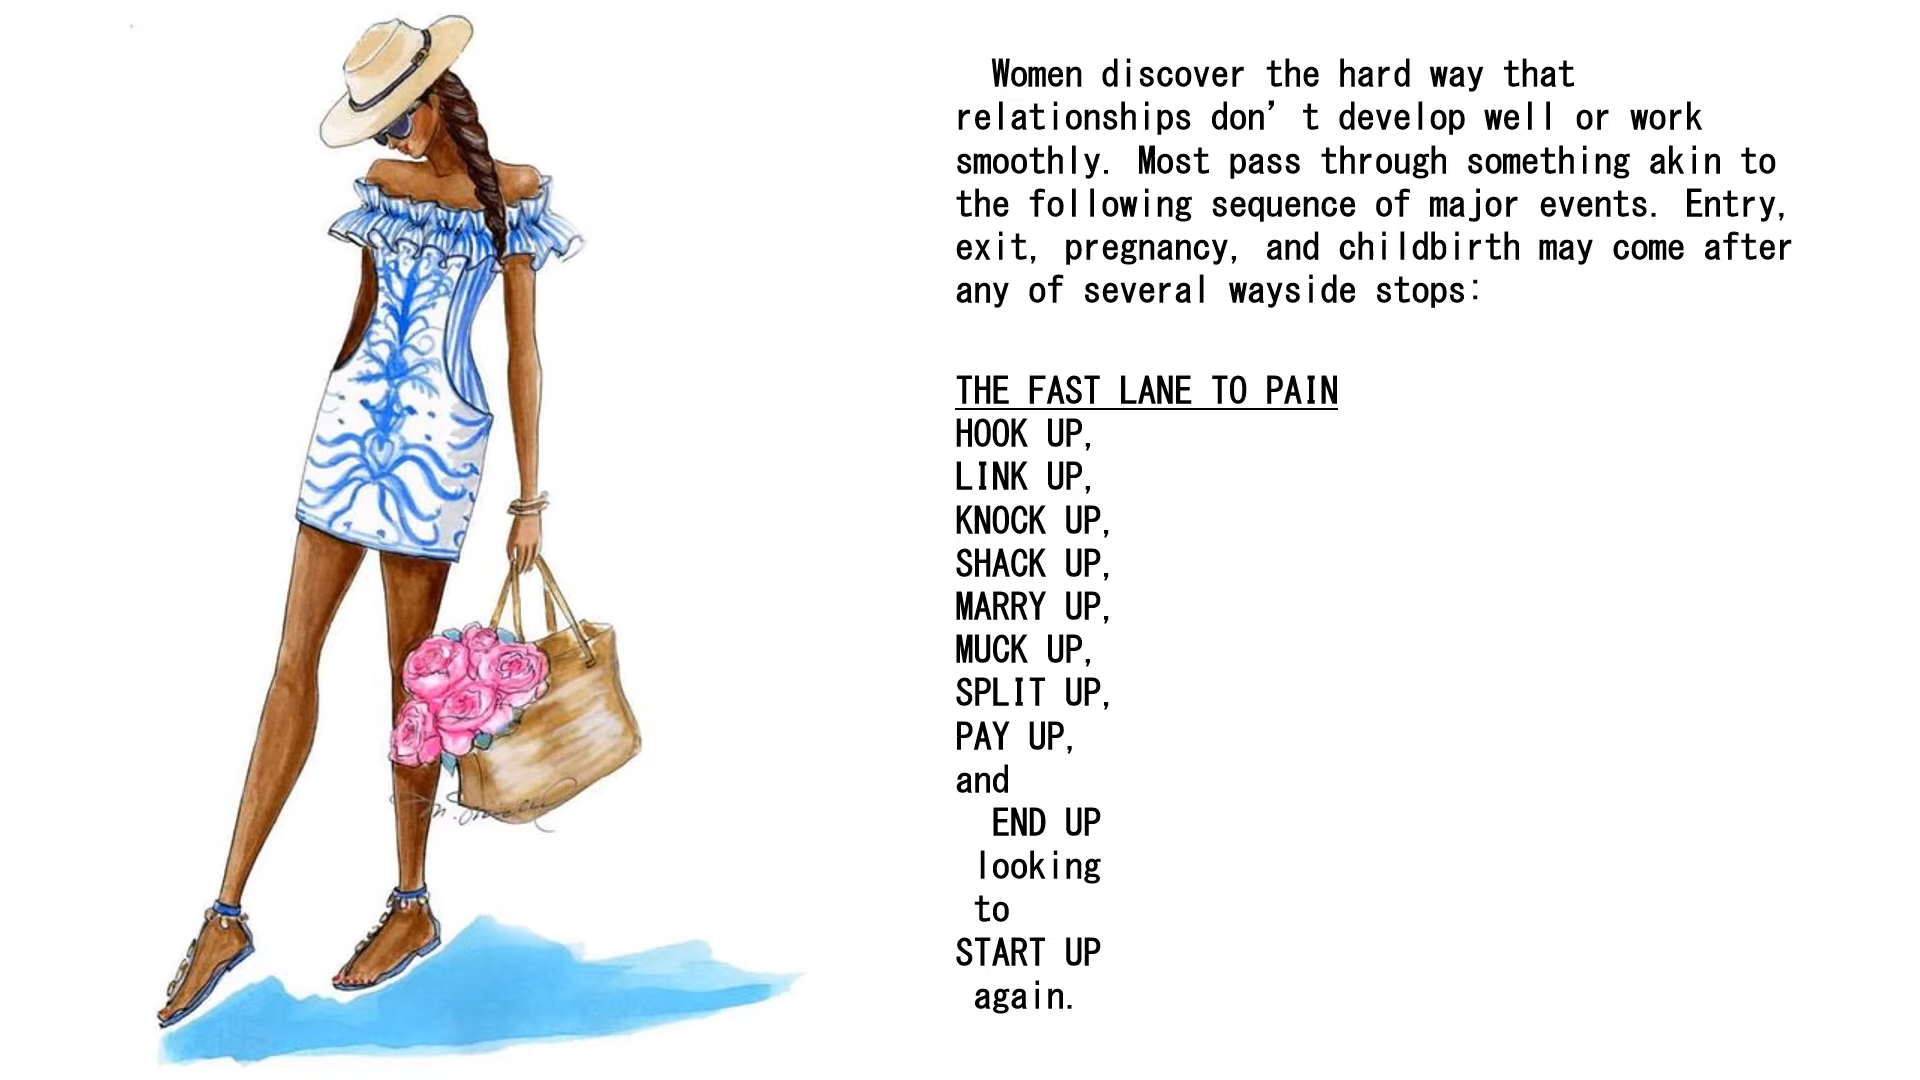 Women discover the hard way that
relationships don’t develop well or work
smoothly. Most pass through something akin to
the following sequence of major events. Entry,
exit, pregnancy, and childbirth may come after
any of several wayside stops:
THE FAST LANE TO PAIN
HOOK UP,
LINK UP,
KNOCK UP,
SHACK UP,
MARRY UP,
MUCK UP,
SPLIT UP,
PAY UP,
and
END UP
looking
to
START UP
again.